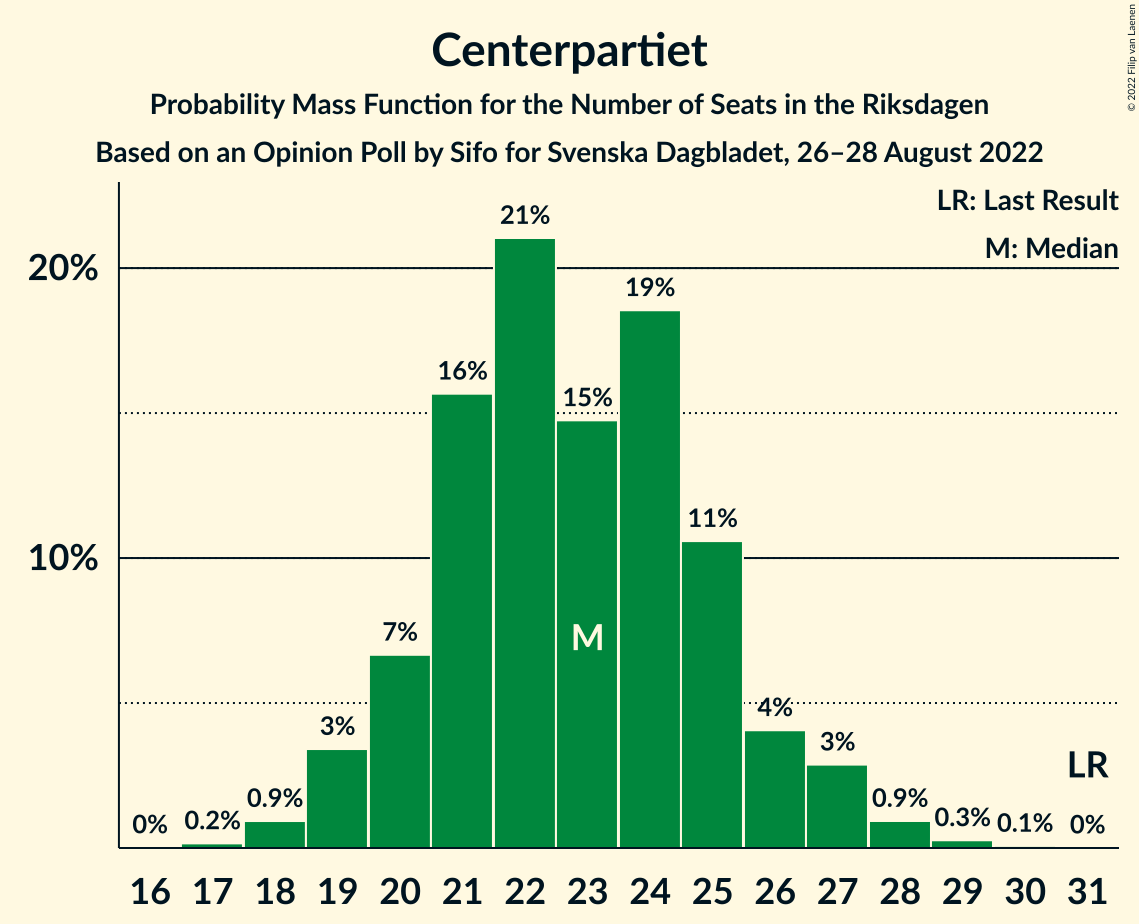 Centerpartiet
Probability Mass Function for the Number of Seats in the Riksdagen
Based on an Opinion Poll by Sifo for Svenska Dagbladet, 26–28 August 2022
© 2022 Filip van Laenen
LR: Last Result
M: Median
20%
10%
0%
0.2%
0.9%
3%
7%
16%
21%
15%
19%
11%
4%
3%
0.9%
0.3%
0.1%
0%
M
LR
16 17 18 19 20 21 22 23 24 25 26 27 28 29 30 31